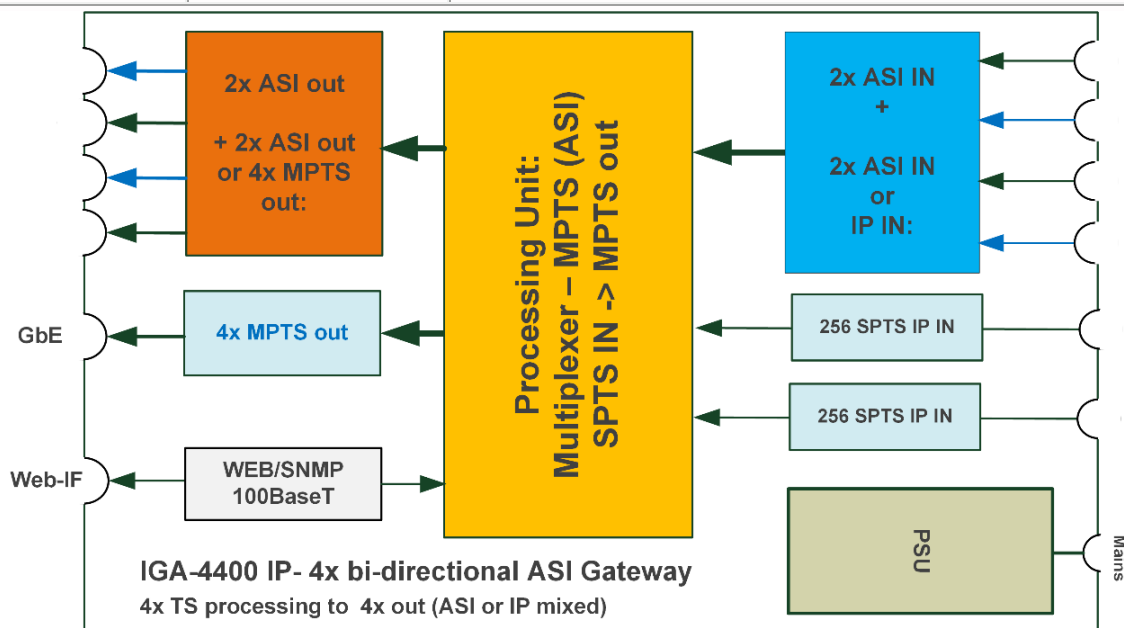 2x ASI out
+ 2x ASI out
or 4x MPTS
out:
Processing Unit:
Multiplexer – MPTS (ASI)
SPTS IN -> MPTS out
2x ASI IN
+
2x ASI IN
or
IP IN:
GbE
4x MPTS out
256 SPTS IP IN
256 SPTS IP IN
Web-IF
WEB/SNMP
100BaseT
PSU
Mains
IGA-4400 IP- 4x bi-directional ASI Gateway
4x TS processing to 4x out (ASI or IP mixed)